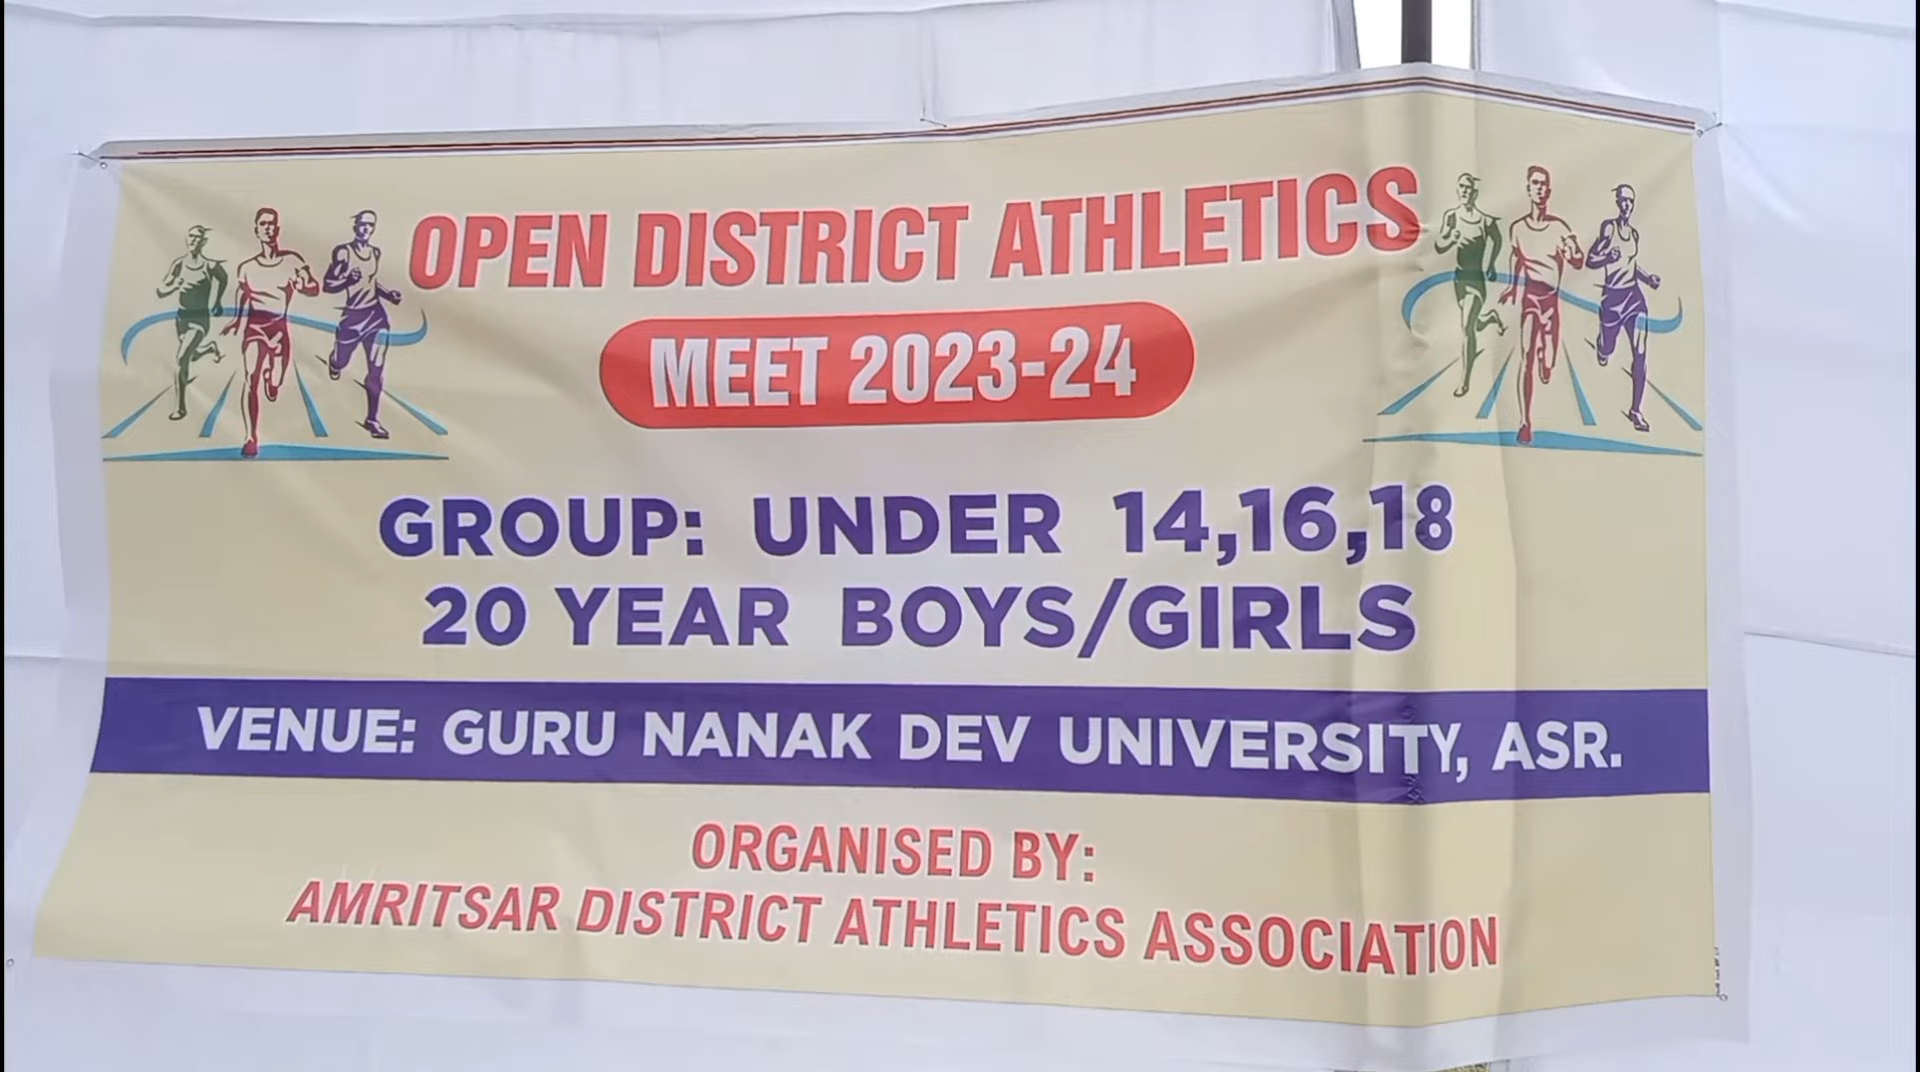 OPEN DISTRICT ATHLETICS
MEET 2023-24
GROUP: UNDER 14,16,18
20 YEAR BOYS/GIRLS
VENUE: GURU NANAK DEV UNIVERSITY, ASR.
ORGANISED BY:
AMRITSAR DISTRICT ATHLETICS ASSOCIATION